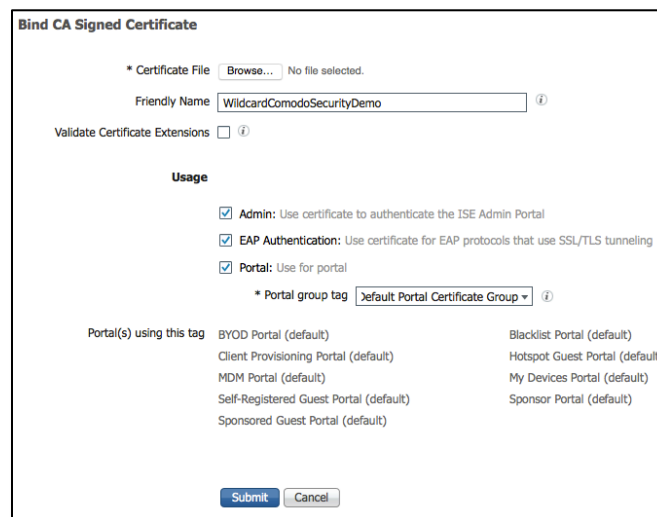 Bind CA Signed Certificate
* Certificate File Browse... No file selected.
Friendly Name WildcardComodoSecurityDemo i
Validate Certificate Extensions i
Usage
Admin: Use certificate to authenticate the ISE Admin Portal
EAP Authentication: Use certificate for EAP protocols that use SSL/TLS tunneling
Portal: Use for portal
* Portal group tag Default Portal Certificate Group i
Portal(s) using this tag BYOD Portal (default) Blacklist Portal (default)
Client Provisioning Portal (default) Hotspot Guest Portal (default
MDM Portal (default) My Devices Portal (default)
Self-Registered Guest Portal (default) Sponsor Portal (default)
Sponsored Guest Portal (default)
Submit Cancel